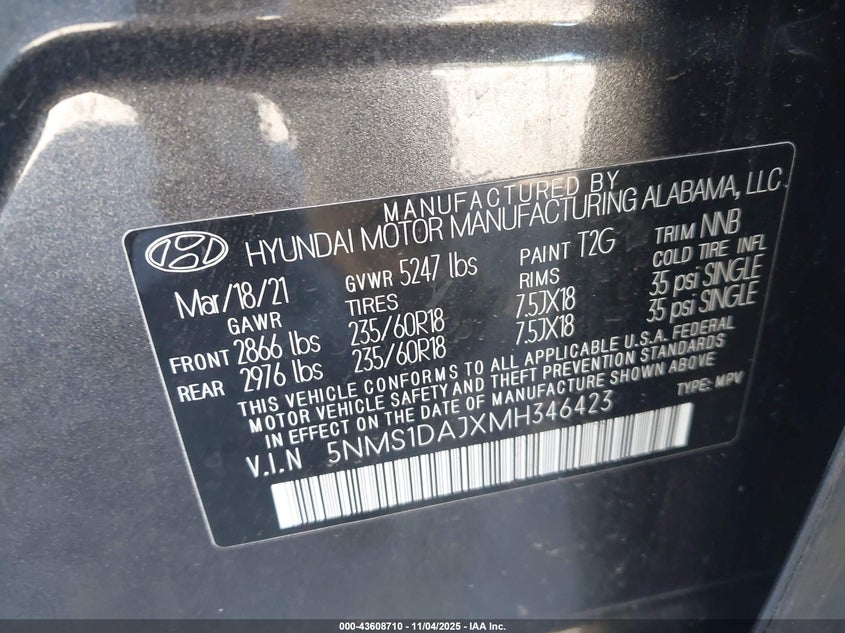 MANUFACTURED BY
HYUNDAI MOTOR MANUFACTURING ALABAMA, LLC
Mar/18/21 GVWR 5247 lbs PAINT T2G TRIM NNB
GAWR TIRES RIMS COLD TIRE INFL
FRONT 2866 lbs 235/60R18 7.5JX18 35 psi SINGLE
REAR 2976 lbs 235/60R18 7.5JX18 35 psi SINGLE
THIS VEHICLE CONFORMS TO ALL APPLICABLE U.S.A. FEDERAL
MOTOR VEHICLE SAFETY AND THEFT PREVENTION STANDARDS
IN EFFECT ON THE DATE OF MANUFACTURE SHOWN ABOVE
V.I.N 5NMS1DAJXMH346423 TYPE: MPV
000-43608710 - 11/04/2025 - IAA Inc.